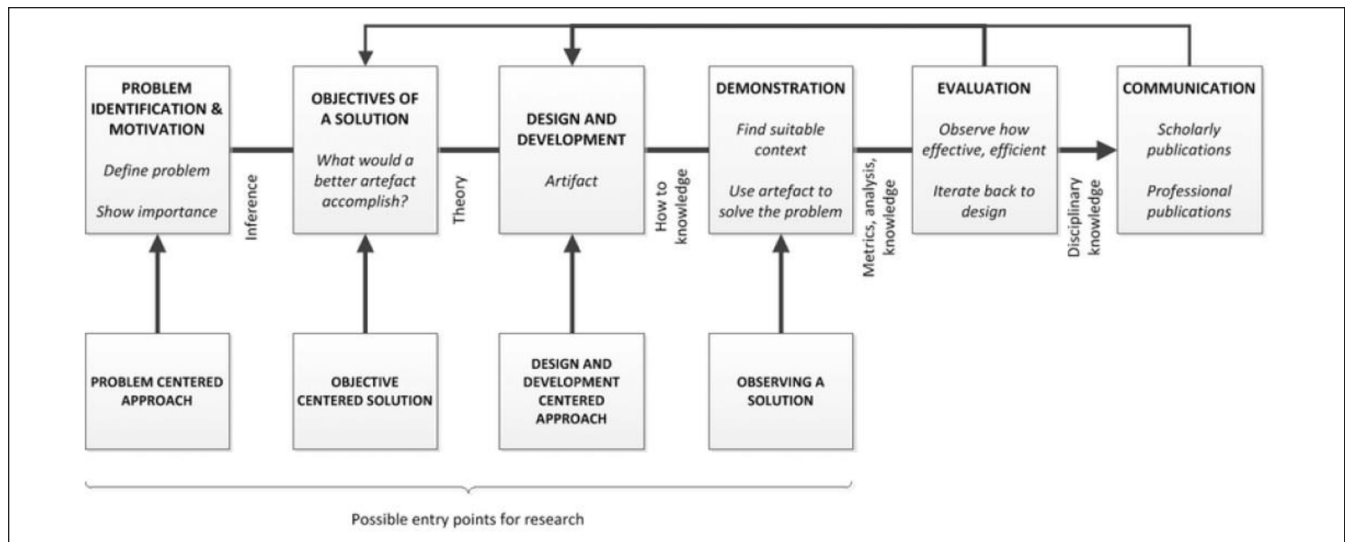 PROBLEM
IDENTIFICATION &
MOTIVATION
Define problem
Show importance
Inference
OBJECTIVES OF
A SOLUTION
What would a
better artefact
accomplish?
Theory
DESIGN AND
DEVELOPMENT
Artifact
How to
knowledge
DEMONSTRATION
Find suitable
context
Use artefact to
solve the problem
Metrics, analysis,
knowledge
EVALUATION
Observe how
effective, efficient
Iterate back to
design
Disciplinary
knowledge
COMMUNICATION
Scholarly
publications
Professional
publications
PROBLEM CENTERED
APPROACH
OBJECTIVE
CENTERED SOLUTION
DESIGN AND
DEVELOPMENT
CENTERED
APPROACH
OBSERVING A
SOLUTION
Possible entry points for research